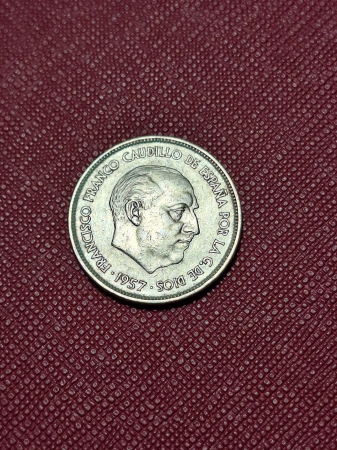 FRANCISCO FRANCO CAUDILLO DE ESPAÑA POR LA G. DE DIOS
· 1957 ·